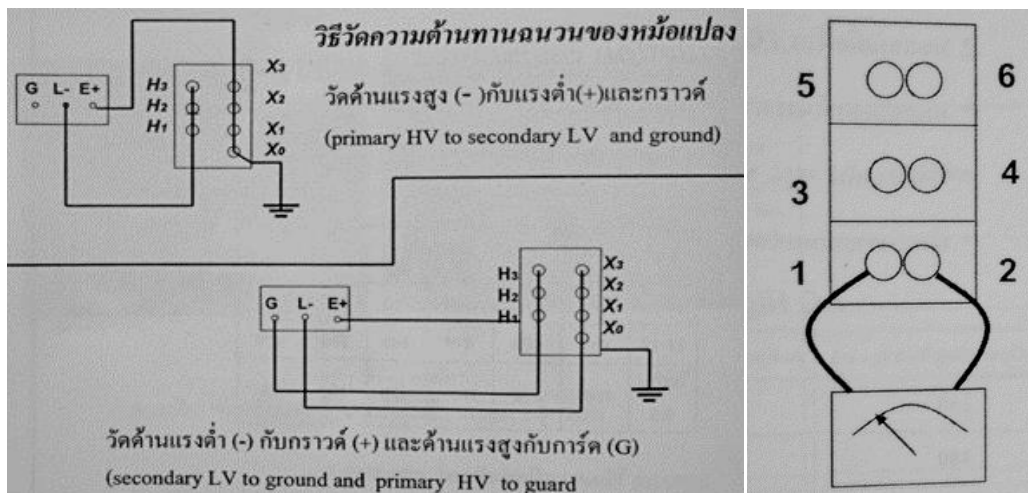 วิธีวัดความต้านทานฉนวนของหม้อแปลง
G L- E+
H3
H2
H1
X3
X2
X1
X0
วัดด้านแรงสูง (- )กับแรงต่ำ(+)และกราวด์
(primary HV to secondary LV and ground)
G L- E+
H3
H2
H1
X3
X2
X1
X0
วัดด้านแรงต่ำ (-) กับกราวด์ (+) และด้านแรงสูงกับการ์ด (G)
(secondary LV to ground and primary HV to guard
5 6
3 4
1 2